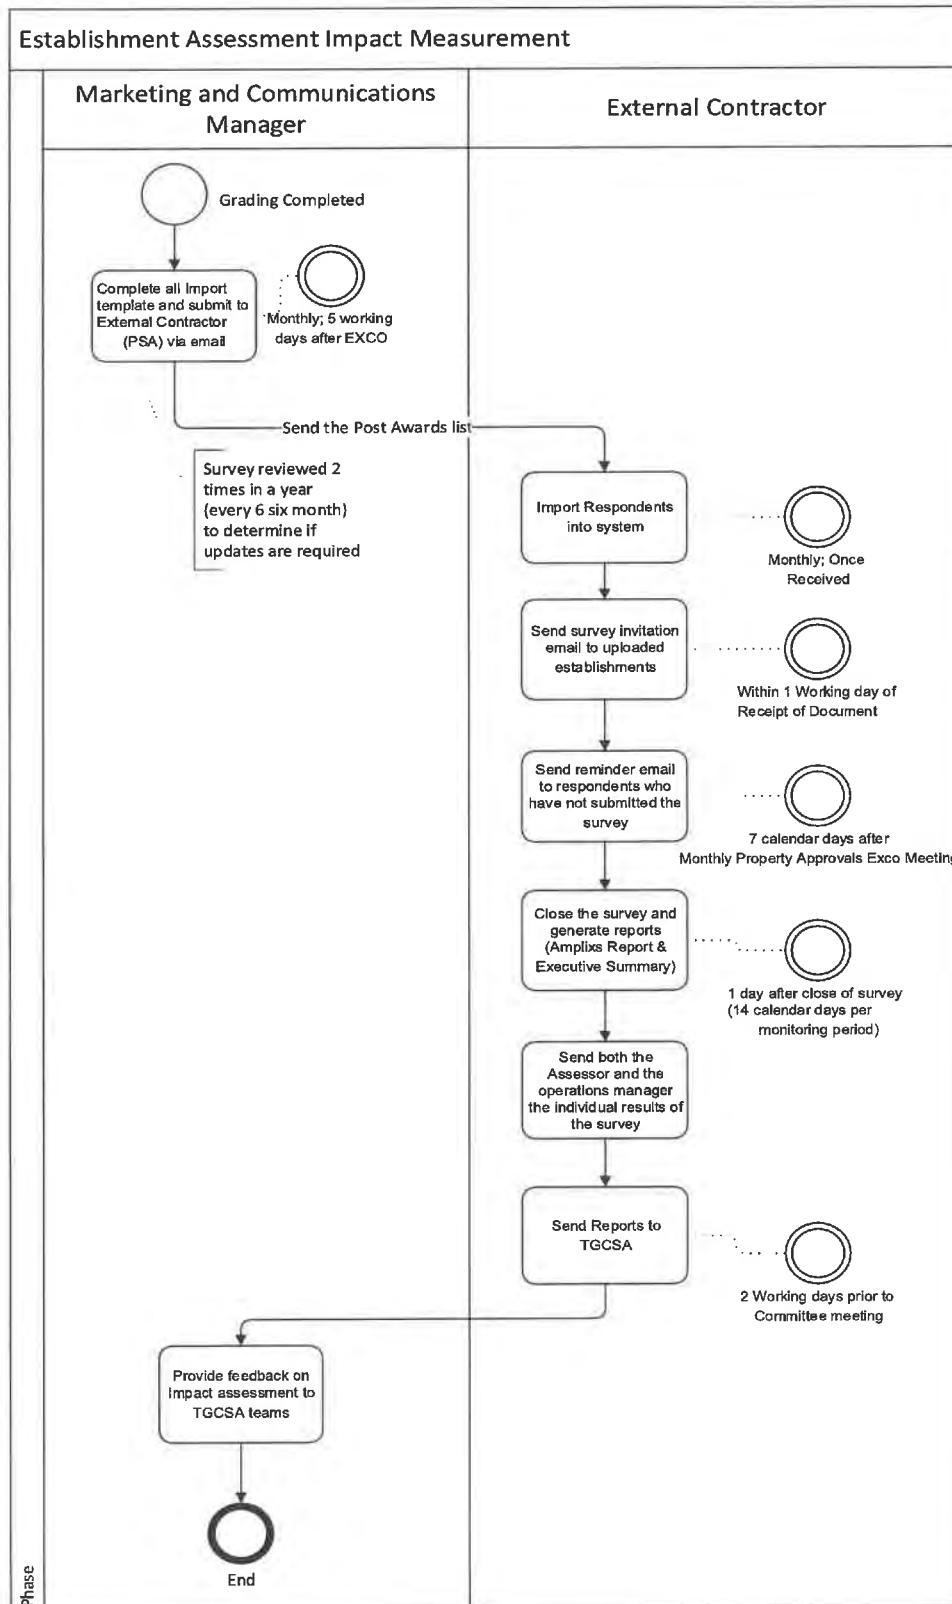 Establishment Assessment Impact Measurement
Marketing and Communications
Manager
External Contractor
Grading Completed
Complete all Import
template and submit to
External Contractor
(PSA) via email
Monthly; 5 working
days after EXCO
Send the Post Awards list
Survey reviewed 2
times in a year
(every 6 six month)
to determine if
updates are required
Import Respondents
into system
Monthly; Once
Received
Send survey invitation
email to uploaded
establishments
Within 1 Working day of
Receipt of Document
Send reminder email
to respondents who
have not submitted the
survey
7 calendar days after
Monthly Property Approvals Exco Meeting
Close the survey and
generate reports
(Amplixs Report &
Executive Summary)
1 day after close of survey
(14 calendar days per
monitoring period)
Send both the
Assessor and the
operations manager
the individual results of
the survey
Send Reports to
TGCSA
2 Working days prior to
Committee meeting
Provide feedback on
Impact assessment to
TGCSA teams
End
Phase